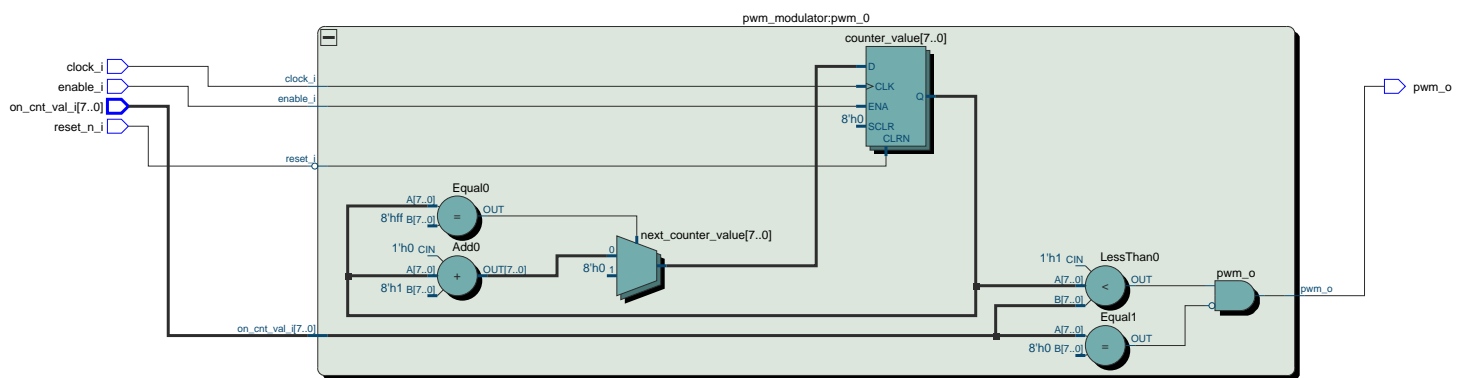 pwm_modulator:pwm_0
counter_value[7..0]
clock_i
clock_i
D
enable_i
>CLK
pwm_o
enable_i
on_cnt_val_i[7..0]
ENA
Q
8'h0
SCLR
reset_n_i
CLRN
reset_i
Equal0
A[7..0]
OUT
8'hff B[7..0]
=
next_counter_value[7..0]
1'h0 CIN
Add0
0
A[7..0]
OUT[7..0]
+
8'h0 1
8'h1 B[7..0]
1'h1 CIN
LessThan0
pwm_o
A[7..0]
OUT
<
B[7..0]
pwm_o
Equal1
on_cnt_val_i[7..0]
A[7..0]
OUT
8'h0 B[7..0]
=